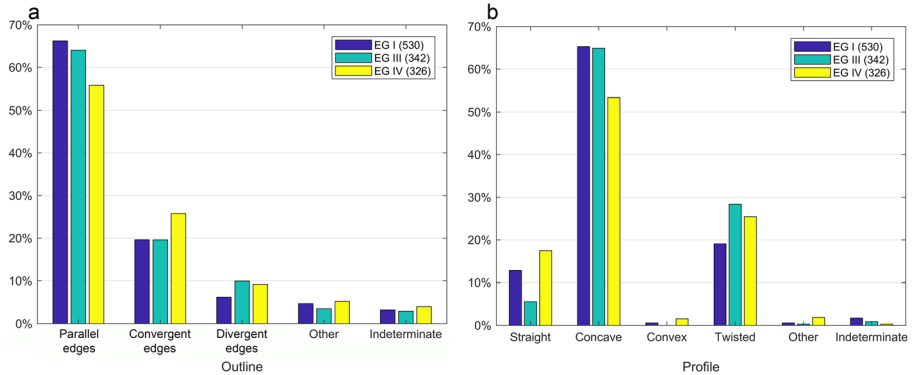 a
70%
60%
50%
40%
30%
20%
10%
0%
EG I (530)
EG III (342)
EG IV (326)
Parallel
edges
Convergent
edges
Divergent
edges
Other
Indeterminate
Outline
b
70%
60%
50%
40%
30%
20%
10%
0%
EG I (530)
EG III (342)
EG IV (326)
Straight
Concave
Convex
Twisted
Other
Indeterminate
Profile